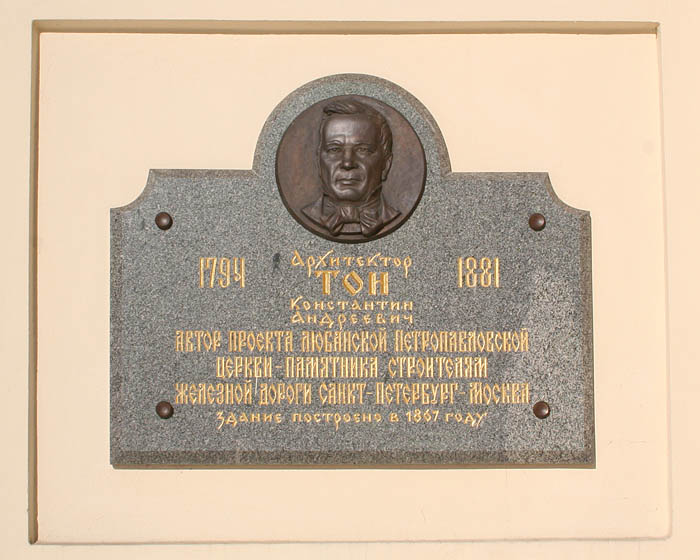 Архитектор
1794 ТОН 1881
Константин
Андреевич
АВТОР ПРОЕКТА ЛЮБАНСКОЙ ПЕТРОПАВЛОВСКОЙ
ЦЕРКВИ-ПАМЯТНИКА СТРОИТЕЛЯМ
ЖЕЛЕЗНОЙ ДОРОГИ САНКТ-ПЕТЕРБУРГ-МОСКВА
Здание построено в 1867 году